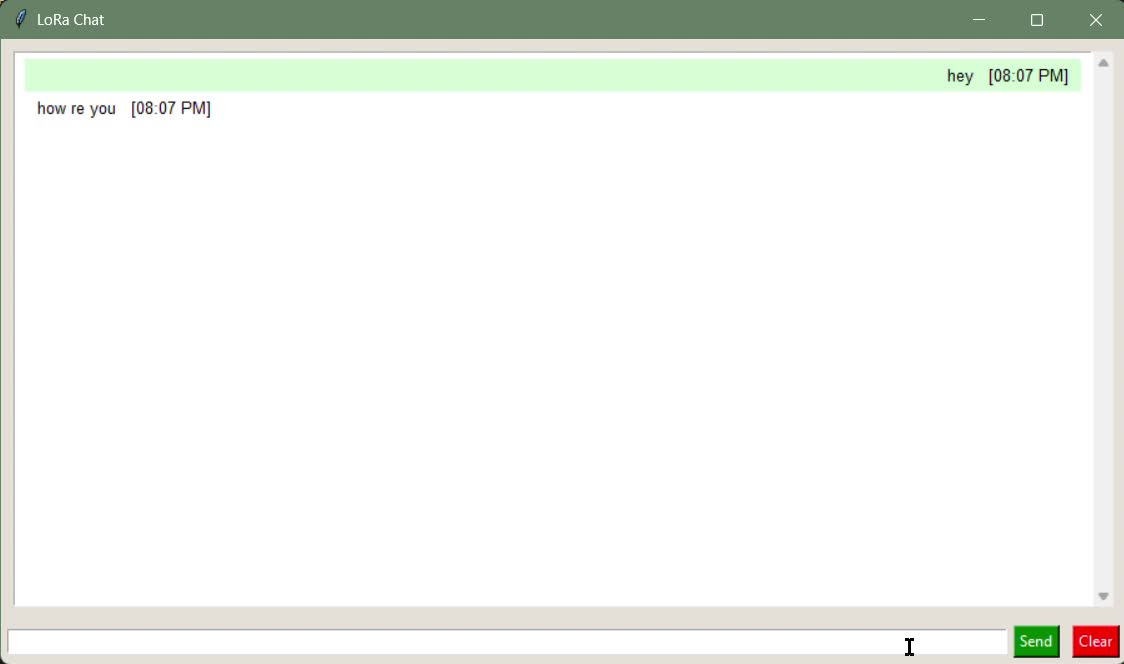 LoRa Chat
hey [08:07 PM]
how re you [08:07 PM]
Send Clear